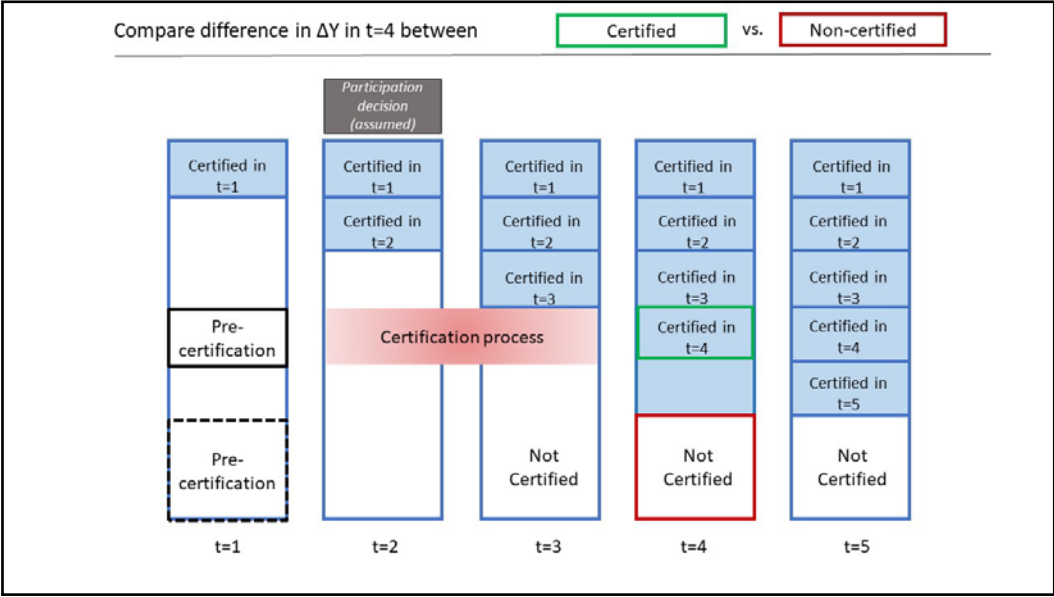 Compare difference in ΔY in t=4 between Certified vs. Non-certified
Participation
decision
(assumed)
Certified in
t=1
Certified in
t=1
Certified in
t=1
Certified in
t=1
Certified in
t=1
Certified in
t=2
Certified in
t=2
Certified in
t=2
Certified in
t=2
Certified in
t=3
Certified in
t=3
Certified in
t=3
Pre-
certification
Certification process
Certified in
t=4
Certified in
t=4
Certified in
t=5
Pre-
certification
Not
Certified
Not
Certified
Not
Certified
t=1
t=2
t=3
t=4
t=5